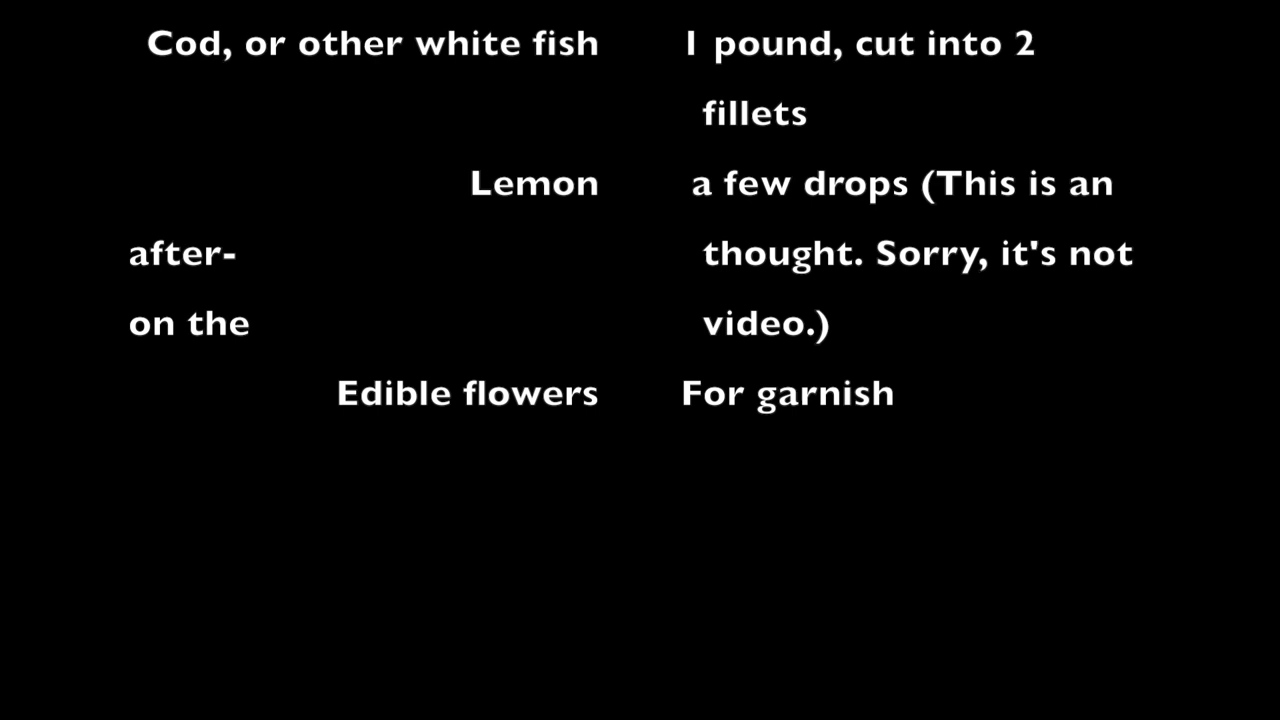 Cod, or other white fish 1 pound, cut into 2
fillets
Lemon a few drops (This is an
after- thought. Sorry, it's not
on the video.)
Edible flowers For garnish